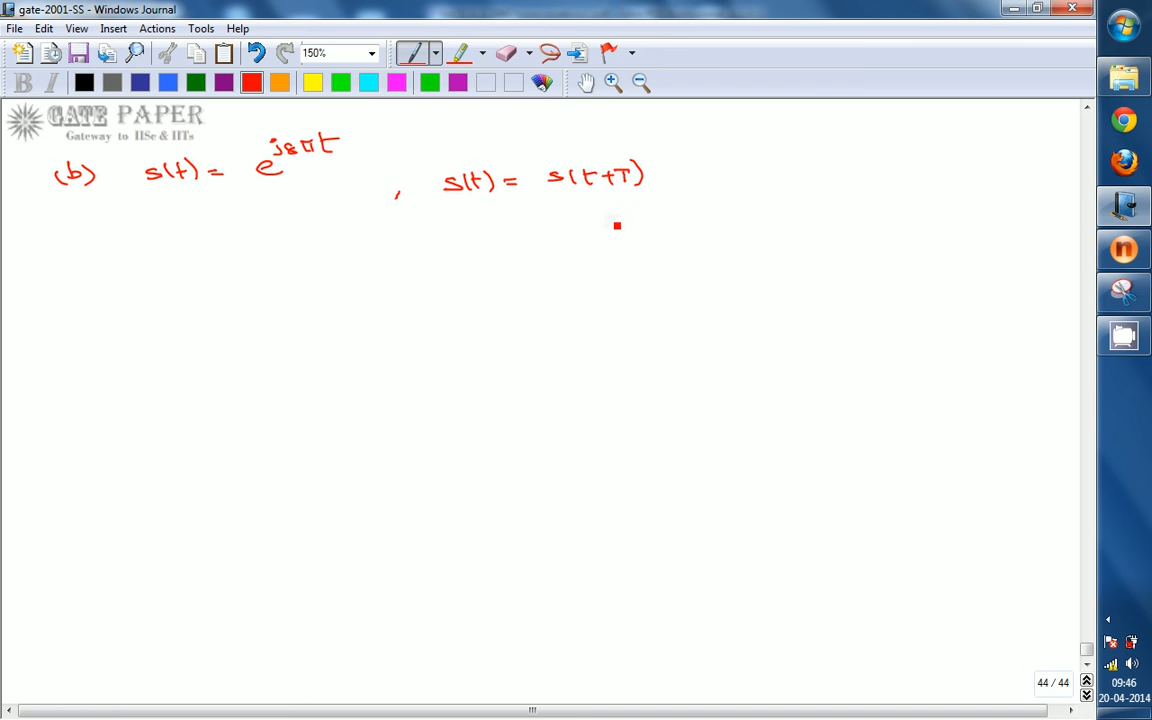 gate-2001-SS - Windows Journal
File Edit View Insert Actions Tools Help
150%
B I
GATE PAPER
Gateway to IISc & IITs
(b) s(t) = e^{j8πt} , s(t) = s(t+T)
44 / 44
09:46
20-04-2014